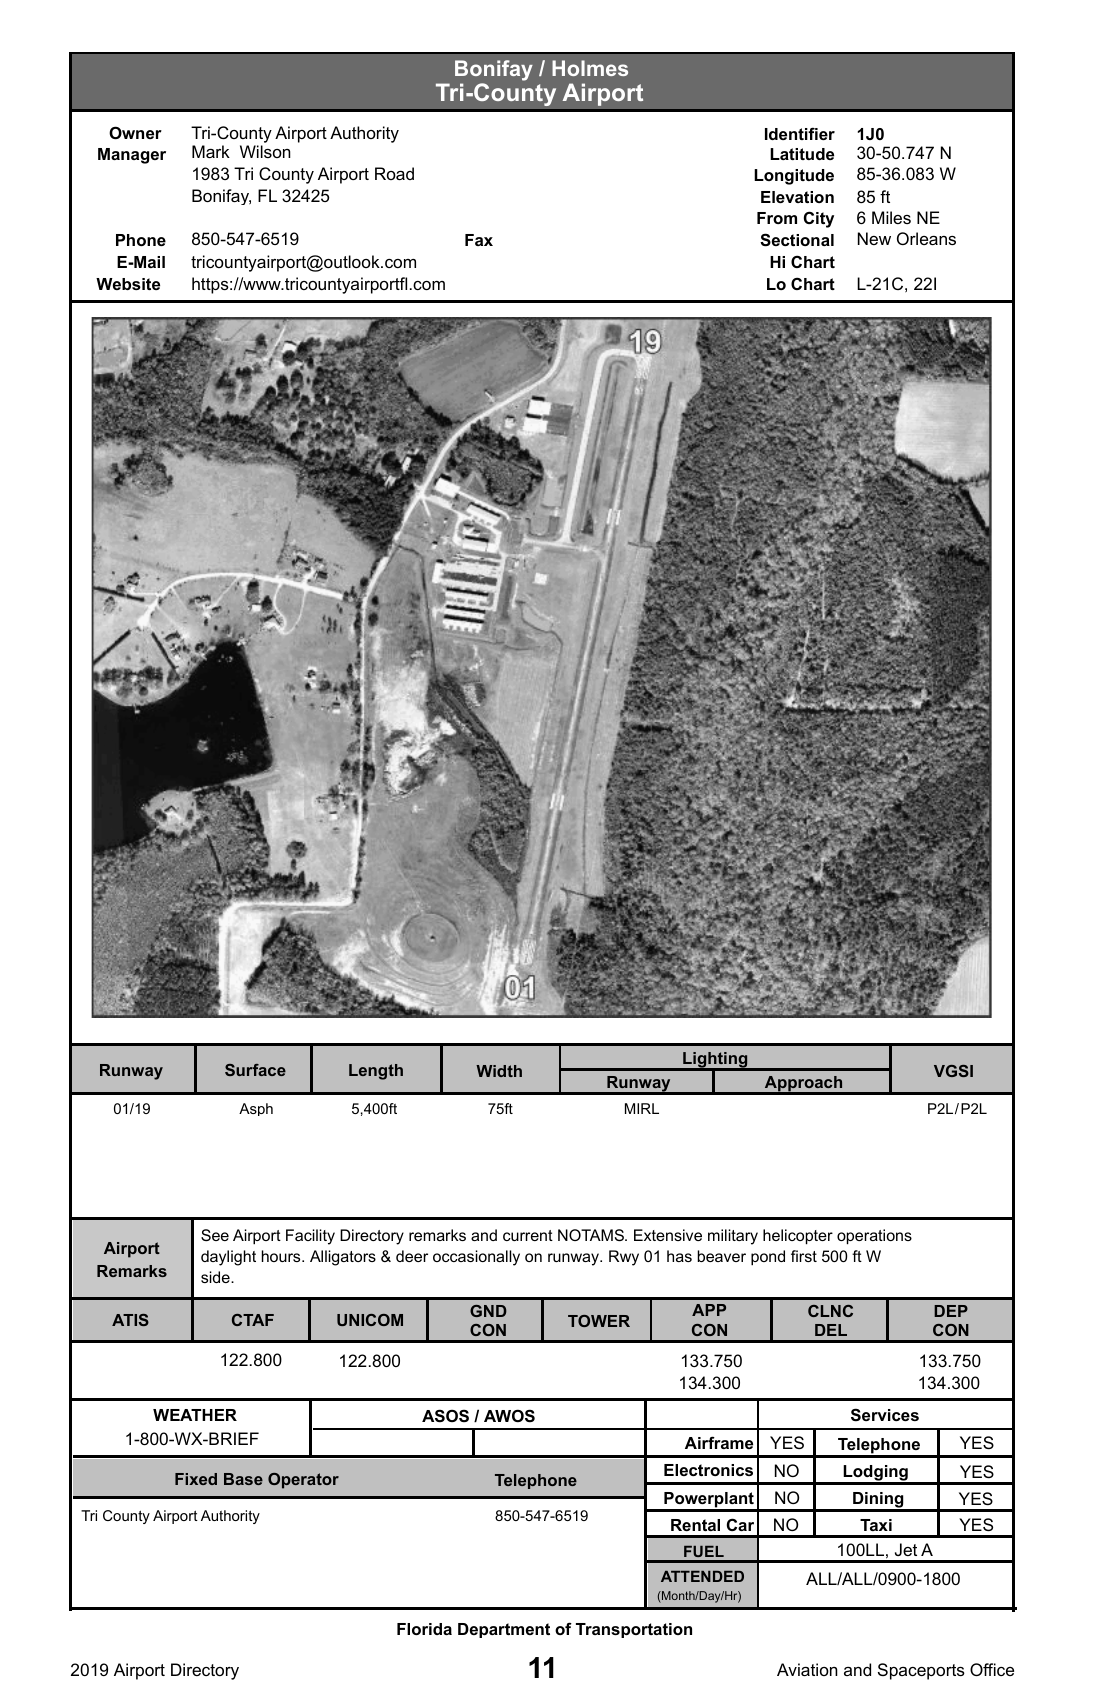 Bonifay / Holmes
Tri-County Airport
Owner Tri-County Airport Authority
Manager Mark Wilson
1983 Tri County Airport Road
Bonifay, FL 32425
Phone 850-547-6519 Fax
E-Mail tricountyairport@outlook.com
Website https://www.tricountyairportfl.com
Identifier 1J0
Latitude 30-50.747 N
Longitude 85-36.083 W
Elevation 85 ft
From City 6 Miles NE
Sectional New Orleans
Hi Chart
Lo Chart L-21C, 22I
19
01
Runway Surface Length Width Lighting VGSI
Runway Approach
01/19 Asph 5,400ft 75ft MIRL P2L/P2L
Airport
Remarks
See Airport Facility Directory remarks and current NOTAMS. Extensive military helicopter operations
daylight hours. Alligators & deer occasionally on runway. Rwy 01 has beaver pond first 500 ft W
side.
ATIS CTAF UNICOM GND CON TOWER APP CON CLNC DEL DEP CON
122.800 122.800 133.750 133.750
134.300 134.300
WEATHER ASOS / AWOS Services
1-800-WX-BRIEF
Airframe YES Telephone YES
Electronics NO Lodging YES
Powerplant NO Dining YES
Rental Car NO Taxi YES
Fixed Base Operator Telephone
Tri County Airport Authority 850-547-6519
FUEL 100LL, Jet A
ATTENDED ALL/ALL/0900-1800
(Month/Day/Hr)
Florida Department of Transportation
2019 Airport Directory 11 Aviation and Spaceports Office